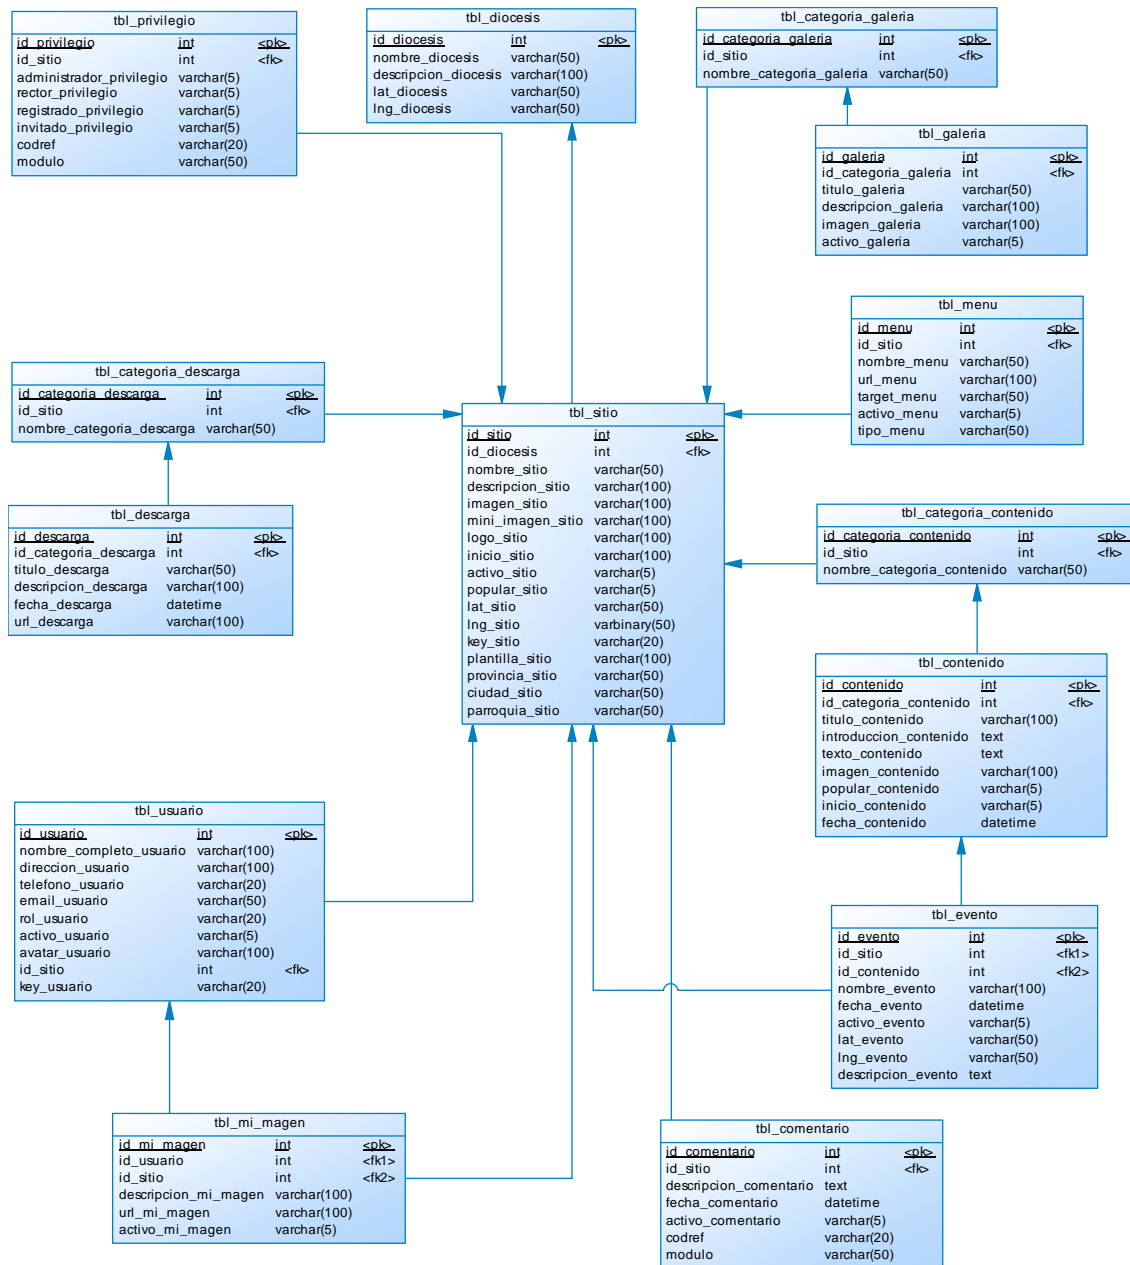 tbl_privilegio
id_privilegio int <pk>
id_sitio int <fk>
administrador_privilegio varchar(5)
rector_privilegio varchar(5)
registrado_privilegio varchar(5)
invitado_privilegio varchar(5)
codref varchar(20)
modulo varchar(50)
tbl_diocesis
id_diocesis int <pk>
nombre_diocesis varchar(50)
descripcion_diocesis varchar(100)
lat_diocesis varchar(50)
lng_diocesis varchar(50)
tbl_categoria_galeria
id_categoria_galeria int <pk>
id_sitio int <fk>
nombre_categoria_galeria varchar(50)
tbl_galeria
id_galeria int <pk>
id_categoria_galeria int <fk>
titulo_galeria varchar(50)
descripcion_galeria varchar(100)
imagen_galeria varchar(100)
activo_galeria varchar(5)
tbl_menu
id_menu int <pk>
id_sitio int <fk>
nombre_menu varchar(50)
url_menu varchar(100)
target_menu varchar(50)
activo_menu varchar(5)
tipo_menu varchar(50)
tbl_categoria_descarga
id_categoria_descarga int <pk>
id_sitio int <fk>
nombre_categoria_descarga varchar(50)
tbl_descarga
id_descarga int <pk>
id_categoria_descarga int <fk>
titulo_descarga varchar(50)
descripcion_descarga varchar(100)
fecha_descarga datetime
url_descarga varchar(100)
tbl_sitio
id_sitio int <pk>
id_diocesis int <fk>
nombre_sitio varchar(50)
descripcion_sitio varchar(100)
imagen_sitio varchar(100)
mini_imagen_sitio varchar(100)
logo_sitio varchar(100)
inicio_sitio varchar(100)
activo_sitio varchar(5)
popular_sitio varchar(5)
lat_sitio varchar(50)
lng_sitio varbinary(50)
key_sitio varchar(20)
plantilla_sitio varchar(100)
provincia_sitio varchar(50)
ciudad_sitio varchar(50)
parroquia_sitio varchar(50)
tbl_categoria_contenido
id_categoria_contenido int <pk>
id_sitio int <fk>
nombre_categoria_contenido varchar(50)
tbl_contenido
id_contenido int <pk>
id_categoria_contenido int <fk>
titulo_contenido varchar(100)
introduccion_contenido text
texto_contenido text
imagen_contenido varchar(100)
popular_contenido varchar(5)
inicio_contenido varchar(5)
fecha_contenido datetime
tbl_usuario
id_usuario int <pk>
nombre_completo_usuario varchar(100)
direccion_usuario varchar(100)
telefono_usuario varchar(20)
email_usuario varchar(50)
rol_usuario varchar(20)
activo_usuario varchar(5)
avatar_usuario varchar(100)
id_sitio int <fk>
key_usuario varchar(20)
tbl_evento
id_evento int <pk>
id_sitio int <fk1>
id_contenido int <fk2>
nombre_evento varchar(100)
fecha_evento datetime
activo_evento varchar(5)
lat_evento varchar(50)
lng_evento varchar(50)
descripcion_evento text
tbl_mi_magen
id_mi_magen int <pk>
id_usuario int <fk1>
id_sitio int <fk2>
descripcion_mi_magen varchar(100)
url_mi_magen varchar(100)
activo_mi_magen varchar(5)
tbl_comentario
id_comentario int <pk>
id_sitio int <fk>
descripcion_comentario text
fecha_comentario datetime
activo_comentario varchar(5)
codref varchar(20)
modulo varchar(50)